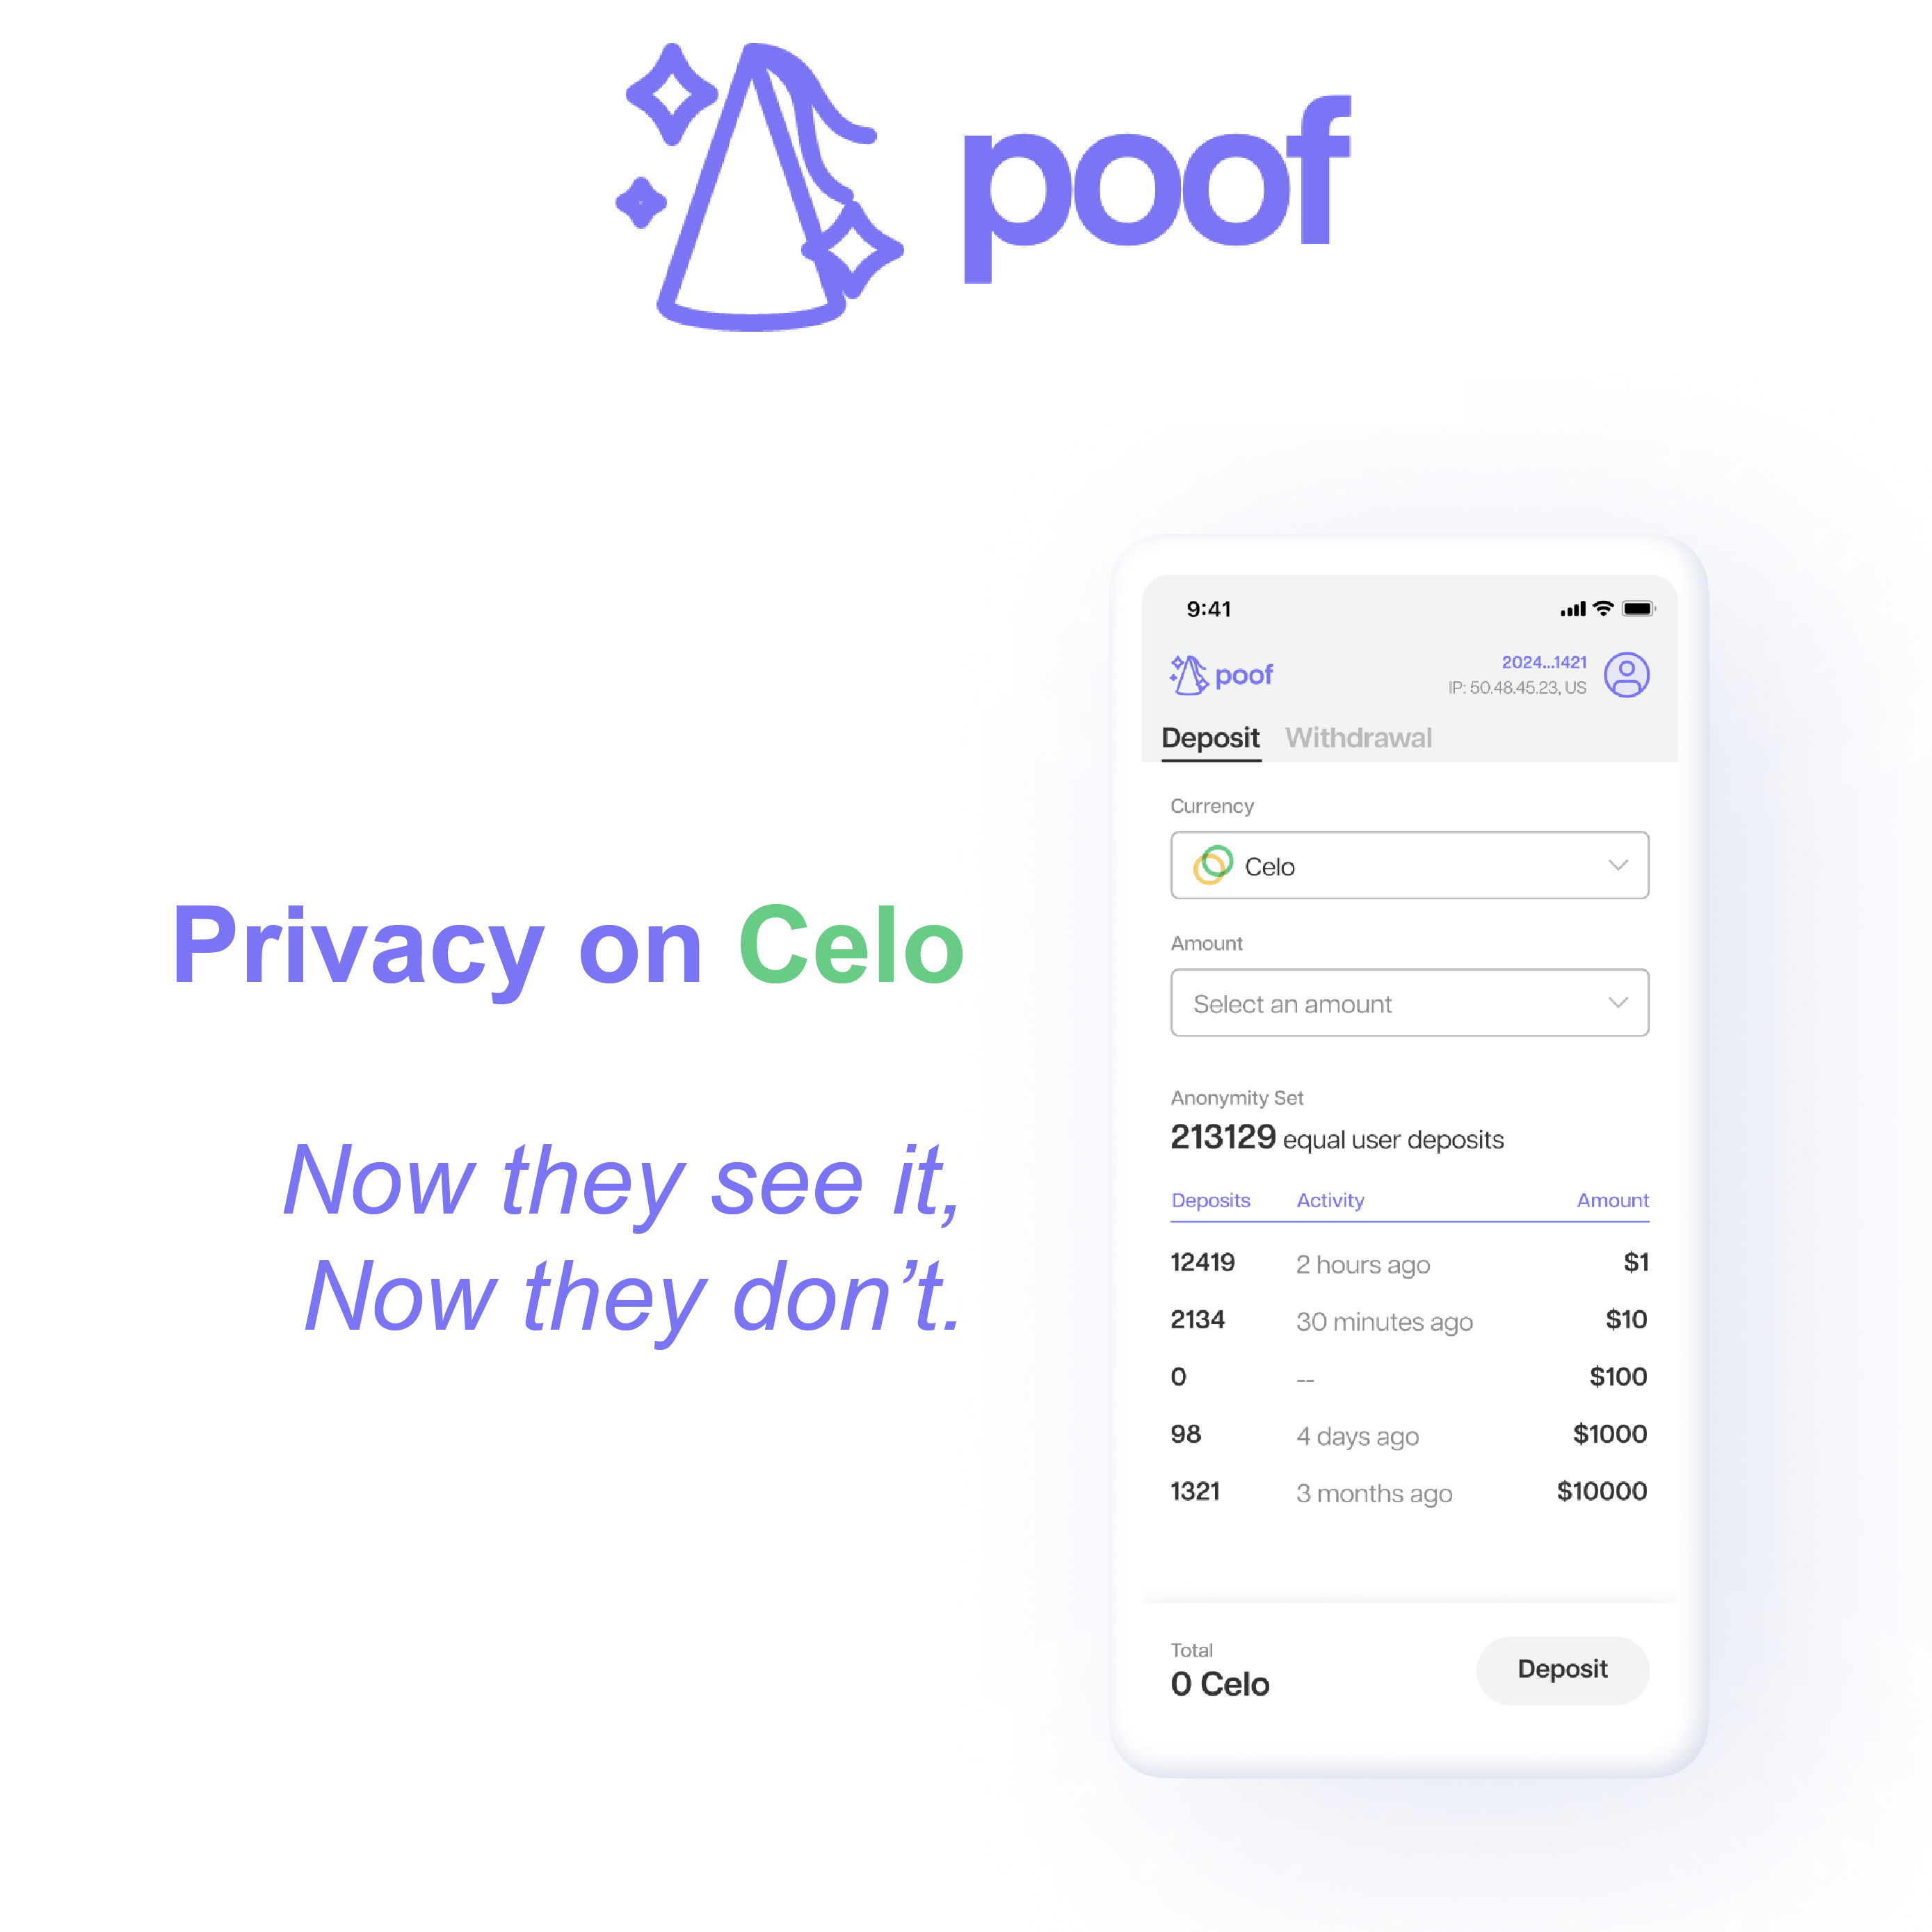 poof
Privacy on Celo
Now they see it,
Now they don’t.
9:41
poof
2024...1421
IP: 50.48.45.23, US
Deposit Withdrawal
Currency
Celo
Amount
Select an amount
Anonymity Set
213129 equal user deposits
Deposits Activity Amount
12419 2 hours ago $1
2134 30 minutes ago $10
0 -- $100
98 4 days ago $1000
1321 3 months ago $10000
Total
0 Celo
Deposit